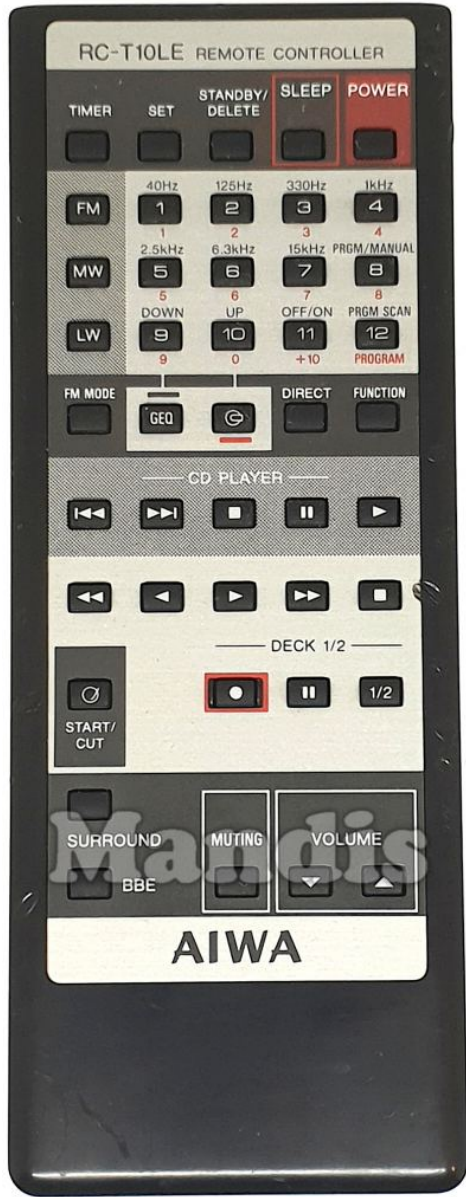 RC-T10LE REMOTE CONTROLLER
TIMER SET STANDBY/ DELETE SLEEP POWER
40Hz 125Hz 330Hz 1kHz
FM 1 2 3 4
1 2 3 4
2.5kHz 6.3kHz 15kHz PRGM/MANUAL
MW 5 6 7 8
5 6 7 8
DOWN UP OFF/ON PRGM SCAN
LW 9 10 11 12
9 0 +10 PROGRAM
FM MODE DIRECT FUNCTION
GEQ
CD PLAYER
DECK 1/2
1/2
START/
CUT
SURROUND MUTING VOLUME
Mandis
BBE
AIWA